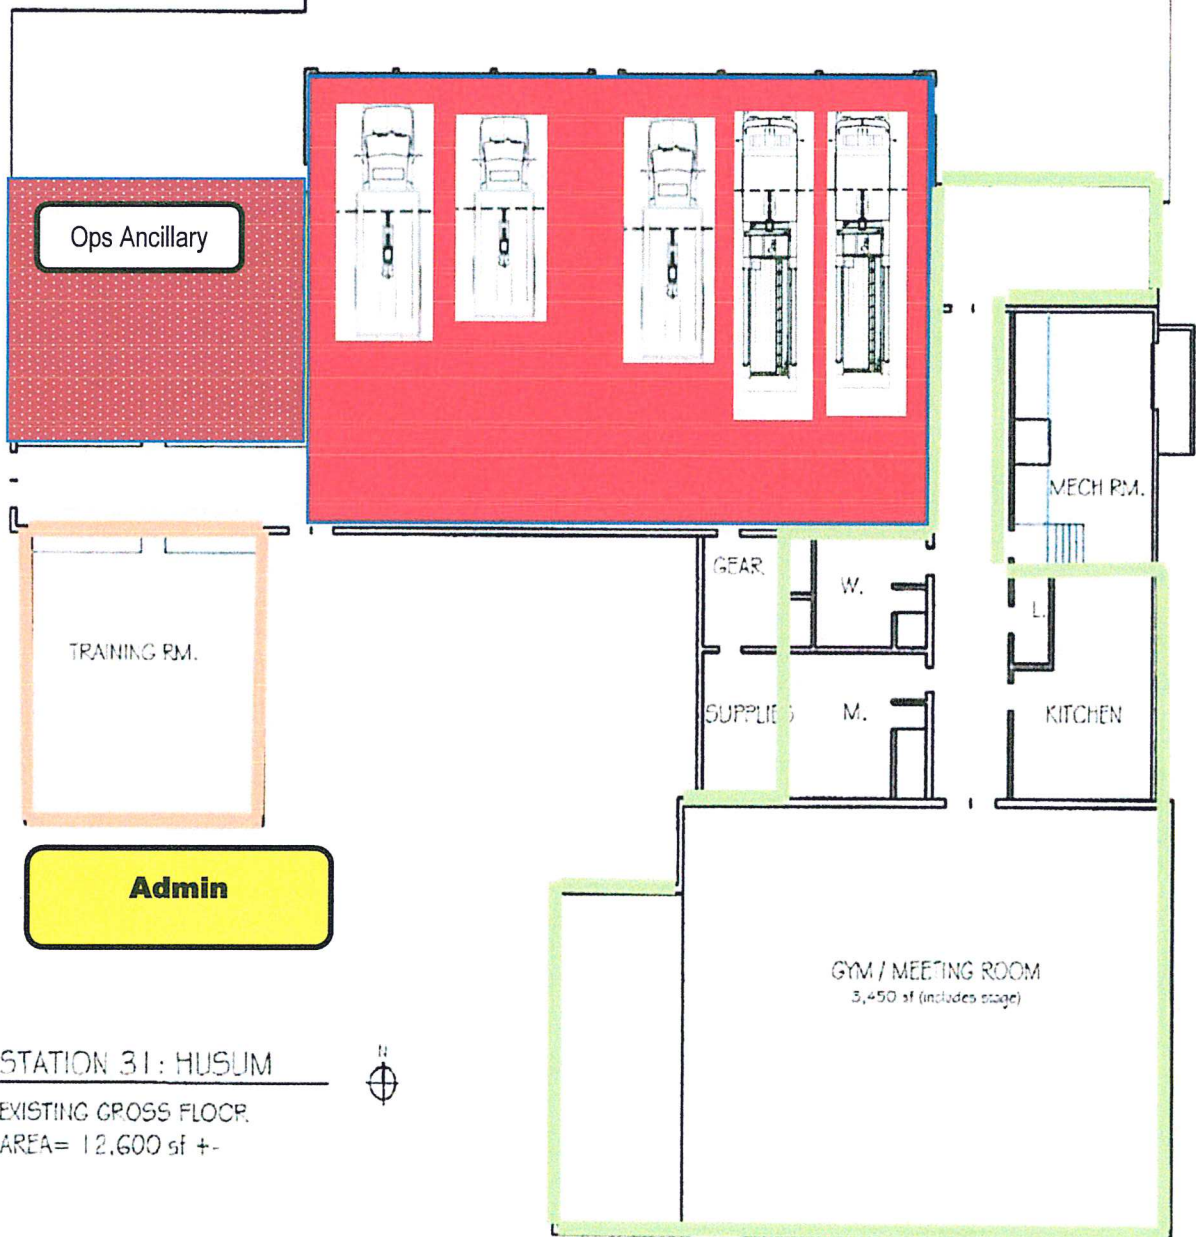 Ops Ancillary
MECH RM.
GEAR
W.
L.
TRAINING RM.
SUPPLIES
M.
KITCHEN
Admin
GYM / MEETING ROOM
3,450 sf (includes stage)
STATION 31: HUSUM
N
EXISTING GROSS FLOOR
AREA= 12,600 sf +-